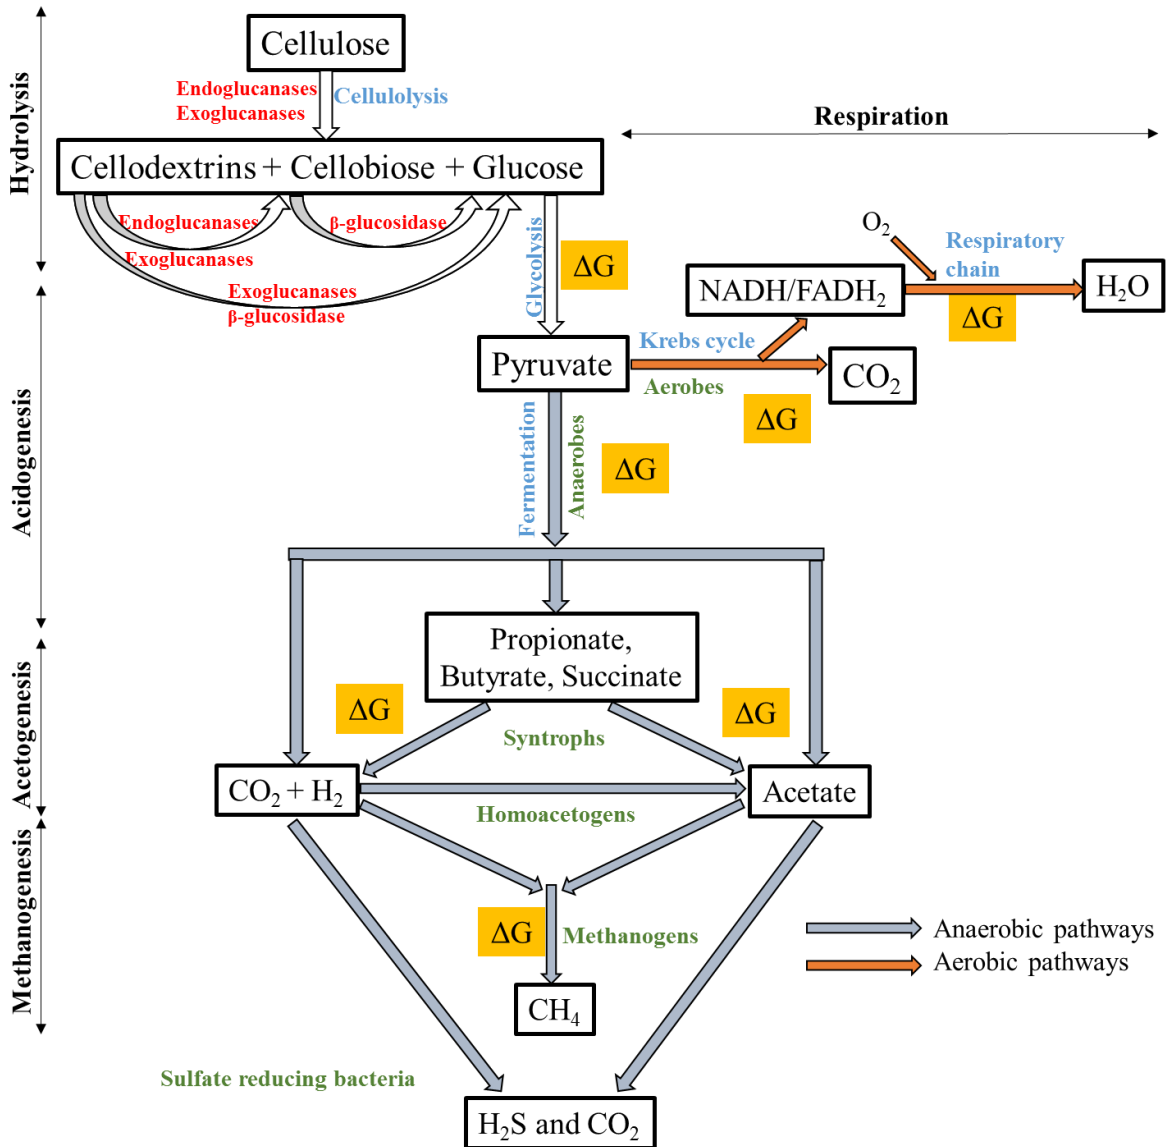 Cellulose
Endoglucanases
Exoglucanases
Cellulolysis
Hydrolysis
Respiration
Cellodextrins + Cellobiose + Glucose
Endoglucanases
β-glucosidase
Exoglucanases
Exoglucanases
β-glucosidase
Glycolysis
ΔG
O₂
Respiratory
chain
NADH/FADH₂
H₂O
ΔG
Krebs cycle
Pyruvate
Aerobes
CO₂
ΔG
Acidogenesis
Fermentation
Anaerobes
ΔG
Propionate,
Butyrate, Succinate
Acetogenesis
ΔG
ΔG
Syntrophs
CO₂ + H₂
Acetate
Homoacetogens
Methanogenesis
ΔG
Methanogens
Anaerobic pathways
Aerobic pathways
CH₄
Sulfate reducing bacteria
H₂S and CO₂